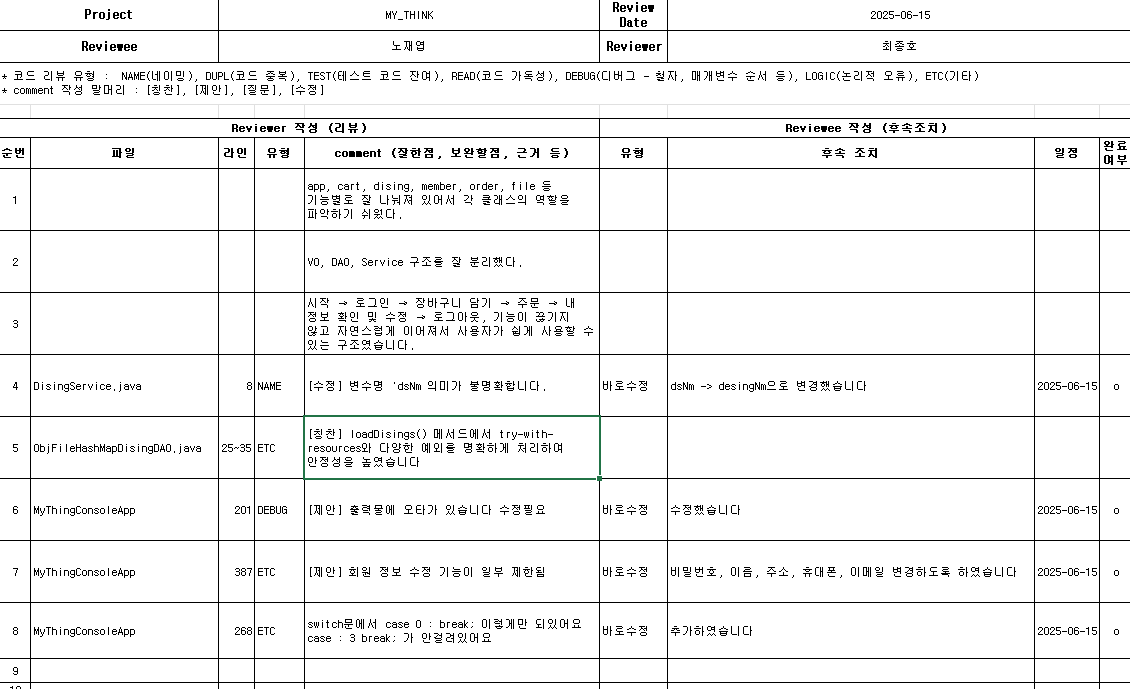 Project MY_THINK Review Date 2025-06-15
Reviewee 노재영 Reviewer 최종호
* 코드 리뷰 유형 : NAME(네이밍), DUPL(코드 중복), TEST(테스트 코드 잔여), READ(코드 가독성), DEBUG(디버그 - 철자, 매개변수 순서 등), LOGIC(논리적 오류), ETC(기타)
* comment 작성 말머리 : [칭찬], [제안], [질문], [수정]
Reviewer 작성 (리뷰) Reviewee 작성 (후속조치)
순번 파일 라인 유형 comment (잘한점, 보완할점, 근거 등) 유형 후속 조치 일정 완료 여부
1 app, cart, dising, member, order, file 등
기능별로 잘 나눠져 있어서 각 클래스의 역할을
파악하기 쉬웠다.
2 VO, DAO, Service 구조를 잘 분리했다.
3 시작 → 로그인 → 장바구니 담기 → 주문 → 내
정보 확인 및 수정 → 로그아웃, 기능이 끊기지
않고 자연스럽게 이어져서 사용자가 쉽게 사용할 수
있는 구조였습니다.
4 DisingService.java 8 NAME [수정] 변수명 'dsNm 의미가 불명확합니다. 바로수정 dsNm -> desingNm으로 변경했습니다 2025-06-15 o
5 ObjFileHashMapDisingDAO.java 25~35 ETC [칭찬] loadDisings() 메서드에서 try-with-
resources와 다양한 예외를 명확하게 처리하여
안정성을 높였습니다
6 MyThingConsoleApp 201 DEBUG [제안] 출력물에 오타가 있습니다 수정필요 바로수정 수정했습니다 2025-06-15 o
7 MyThingConsoleApp 387 ETC [제안] 회원 정보 수정 기능이 일부 제한됨 바로수정 비밀번호, 이름, 주소, 휴대폰, 이메일 변경하도록 하였습니다 2025-06-15 o
8 MyThingConsoleApp 268 ETC switch문에서 case 0 : break; 이렇게만 되있어요
case : 3 break; 가 안걸려있어요 바로수정 추가하였습니다 2025-06-15 o
9